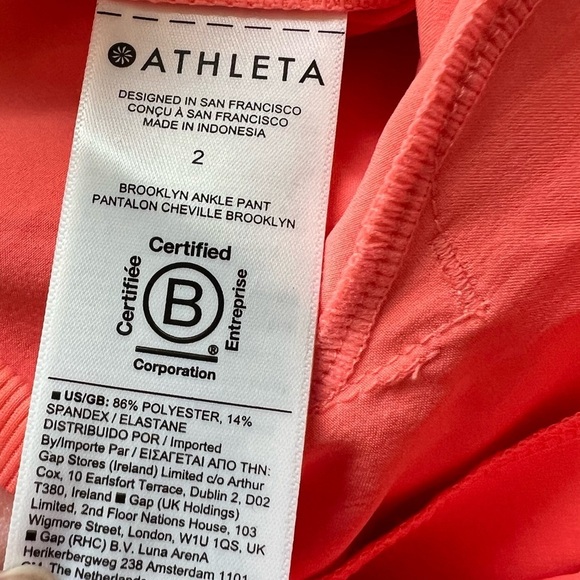 ATHLETA
DESIGNED IN SAN FRANCISCO
CONÇU À SAN FRANCISCO
MADE IN INDONESIA
2
BROOKLYN ANKLE PANT
PANTALON CHEVILLE BROOKLYN
Certified
Certifiée
B
®
Entreprise
Corporation
■ US/GB: 86% POLYESTER, 14%
SPANDEX / ELASTANE
DISTRIBUIDO POR / Imported
By/Importe Par / ΕΙΣΑΓΕΤΑΙ ΑΠΟ ΤΗΝ:
Gap Stores (Ireland) Limited c/o Arthur
Cox, 10 Earlsfort Terrace, Dublin 2, D02
T380, Ireland ■ Gap (UK Holdings)
Limited, 2nd Floor Nations House, 103
Wigmore Street, London, W1U 1QS, UK
■ Gap (RHC) B.V. Luna ArenA
Herikerbergweg 238 Amsterdam 1101
CM The Netherlands